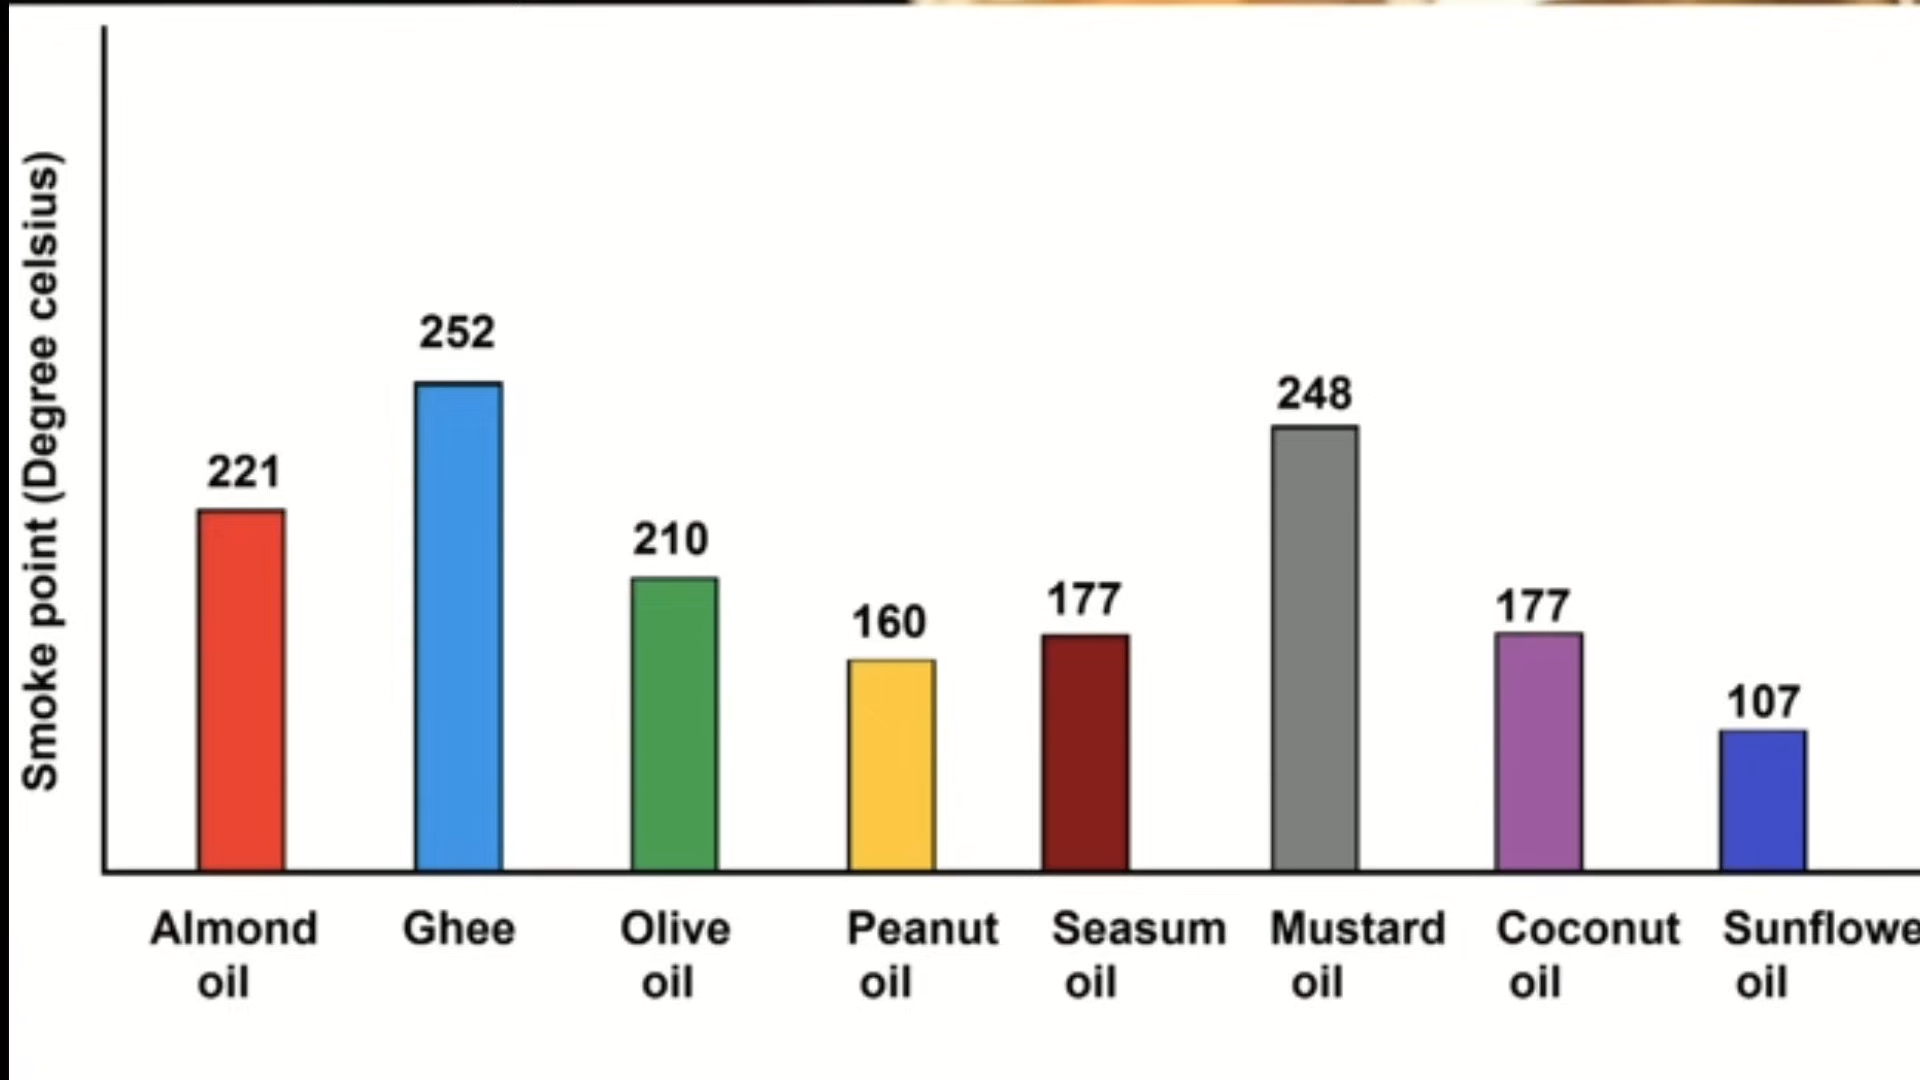 Smoke point (Degree celsius)
221
252
210
160
177
248
177
107
Almond oil
Ghee
Olive oil
Peanut oil
Seasum oil
Mustard oil
Coconut oil
Sunflowe oil